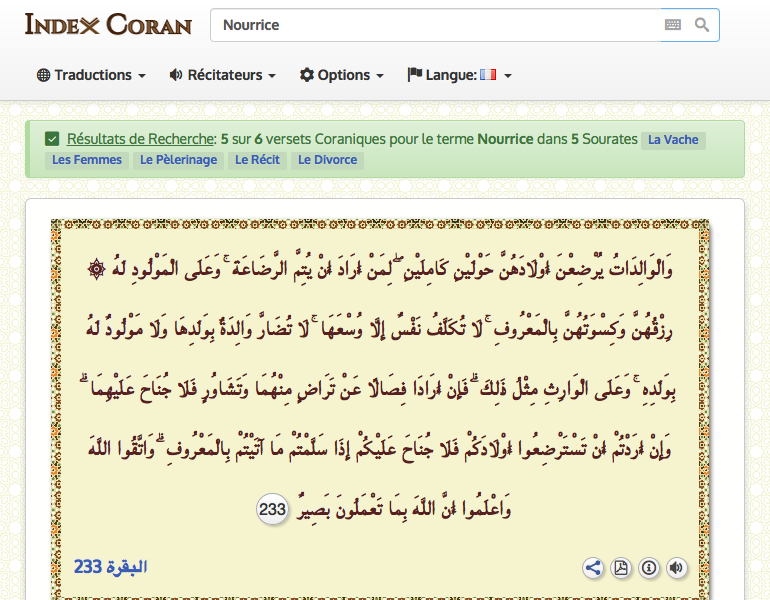 INDEX CORAN
Nourrice
Traductions
Récitateurs
Options
Langue:
Résultats de Recherche: 5 sur 6 versets Coraniques pour le terme Nourrice dans 5 Sourates La Vache
Les Femmes Le Pèlerinage Le Récit Le Divorce
وَالْوَالِدَاتُ يُرْضِعْنَ أَوْلَادَهُنَّ حَوْلَيْنِ كَامِلَيْنِ ۖ لِمَنْ أَرَادَ أَنْ يُتِمَّ الرَّضَاعَةَ ۚ وَعَلَى الْمَوْلُودِ لَهُ ۞
رِزْقُهُنَّ وَكِسْوَتُهُنَّ بِالْمَعْرُوفِ ۚ لَا تُكَلَّفُ نَفْسٌ إِلَّا وُسْعَهَا ۚ لَا تُضَارَّ وَالِدَةٌ بِوَلَدِهَا وَلَا مَوْلُودٌ لَهُ
بِوَلَدِهِ ۚ وَعَلَى الْوَارِثِ مِثْلُ ذَٰلِكَ ۗ فَإِنْ أَرَادَا فِصَالًا عَنْ تَرَاضٍ مِنْهُمَا وَتَشَاوُرٍ فَلَا جُنَاحَ عَلَيْهِمَا ۗ
وَإِنْ أَرَدْتُمْ أَنْ تَسْتَرْضِعُوا أَوْلَادَكُمْ فَلَا جُنَاحَ عَلَيْكُمْ إِذَا سَلَّمْتُمْ مَا آتَيْتُمْ بِالْمَعْرُوفِ ۗ وَاتَّقُوا اللَّهَ
وَاعْلَمُوا أَنَّ اللَّهَ بِمَا تَعْمَلُونَ بَصِيرٌ 233
البقرة 233